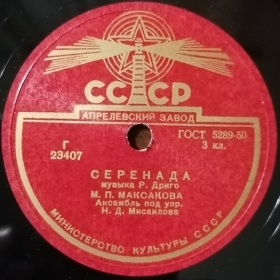 СССР
АПРЕЛЕВСКИЙ ЗАВОД
ГОСТ 5289-50
3 кл.
Г
23407
СЕРЕНАДА
музыка Р. Дриго
М. П. МАКСАКОВА
Ансамбль под упр.
Н. Д. Мисаилова
МИНИСТЕРСТВО КУЛЬТУРЫ СССР